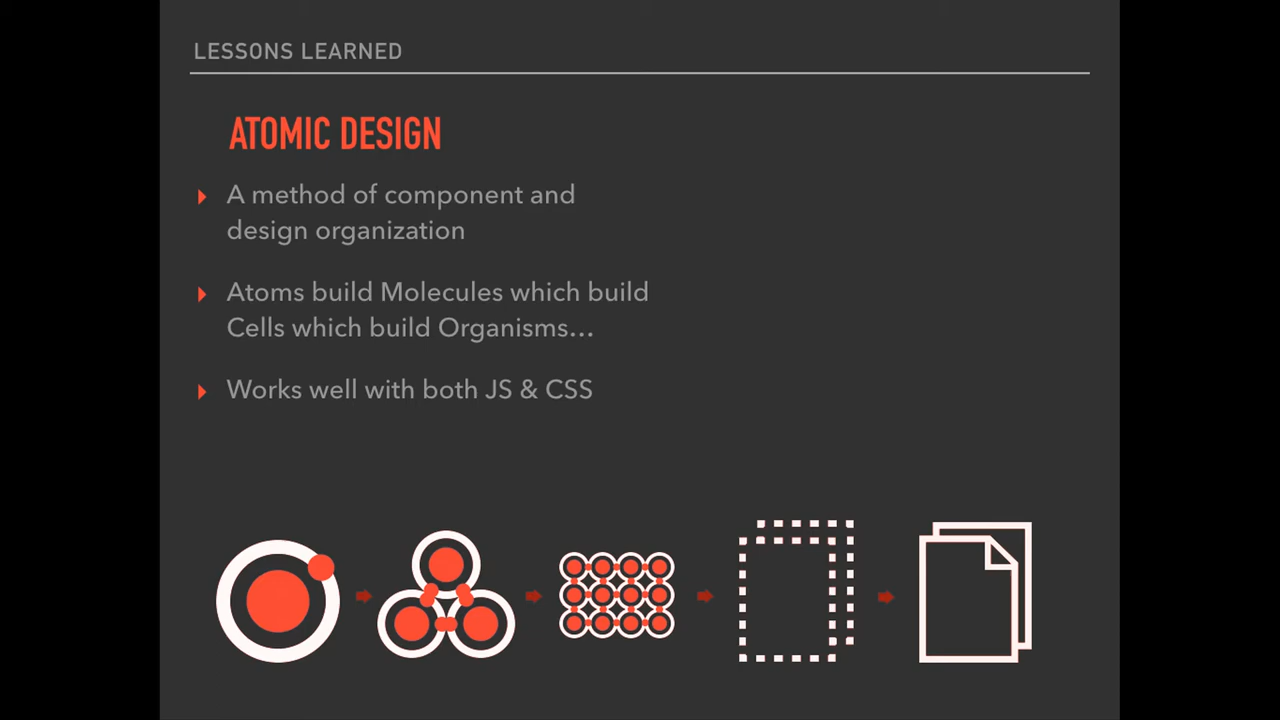 LESSONS LEARNED
ATOMIC DESIGN
A method of component and
design organization
Atoms build Molecules which build
Cells which build Organisms…
Works well with both JS & CSS